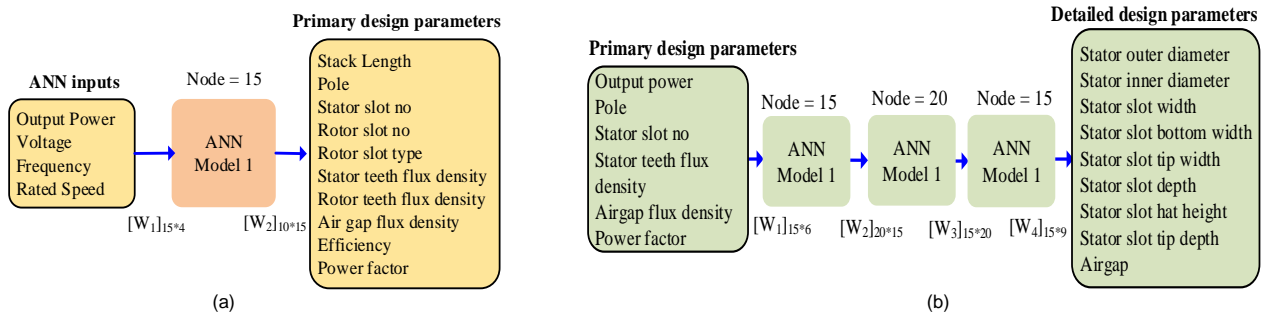 ANN inputs
Output Power
Voltage
Frequency
Rated Speed
[W1]15*4
Node = 15
ANN
Model 1
[W2]10*15
Primary design parameters
Stack Length
Pole
Stator slot no
Rotor slot no
Rotor slot type
Stator teeth flux density
Rotor teeth flux density
Air gap flux density
Efficiency
Power factor
(a)
Primary design parameters
Output power
Pole
Stator slot no
Stator teeth flux
density
Airgap flux density
Power factor
[W1]15*6
Node = 15
ANN
Model 1
[W2]20*15
Node = 20
ANN
Model 1
[W3]15*20
Node = 15
ANN
Model 1
[W4]15*9
Detailed design parameters
Stator outer diameter
Stator inner diameter
Stator slot width
Stator slot bottom width
Stator slot tip width
Stator slot depth
Stator slot hat height
Stator slot tip depth
Airgap
(b)